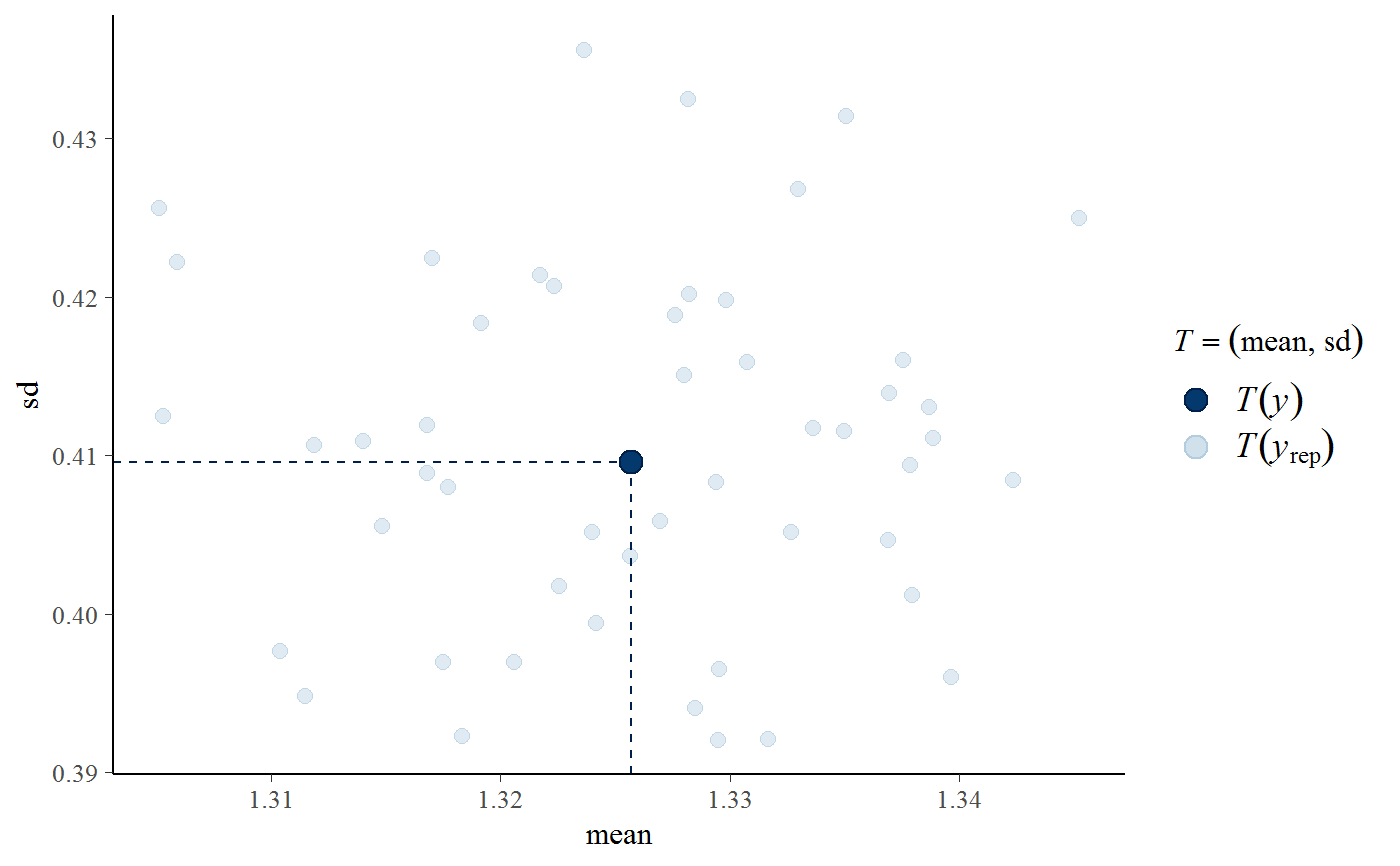 0.43
0.42
0.41
0.40
0.39
sd
1.31 1.32 1.33 1.34
mean
T = (mean, sd)
T(y)
T(yrep)